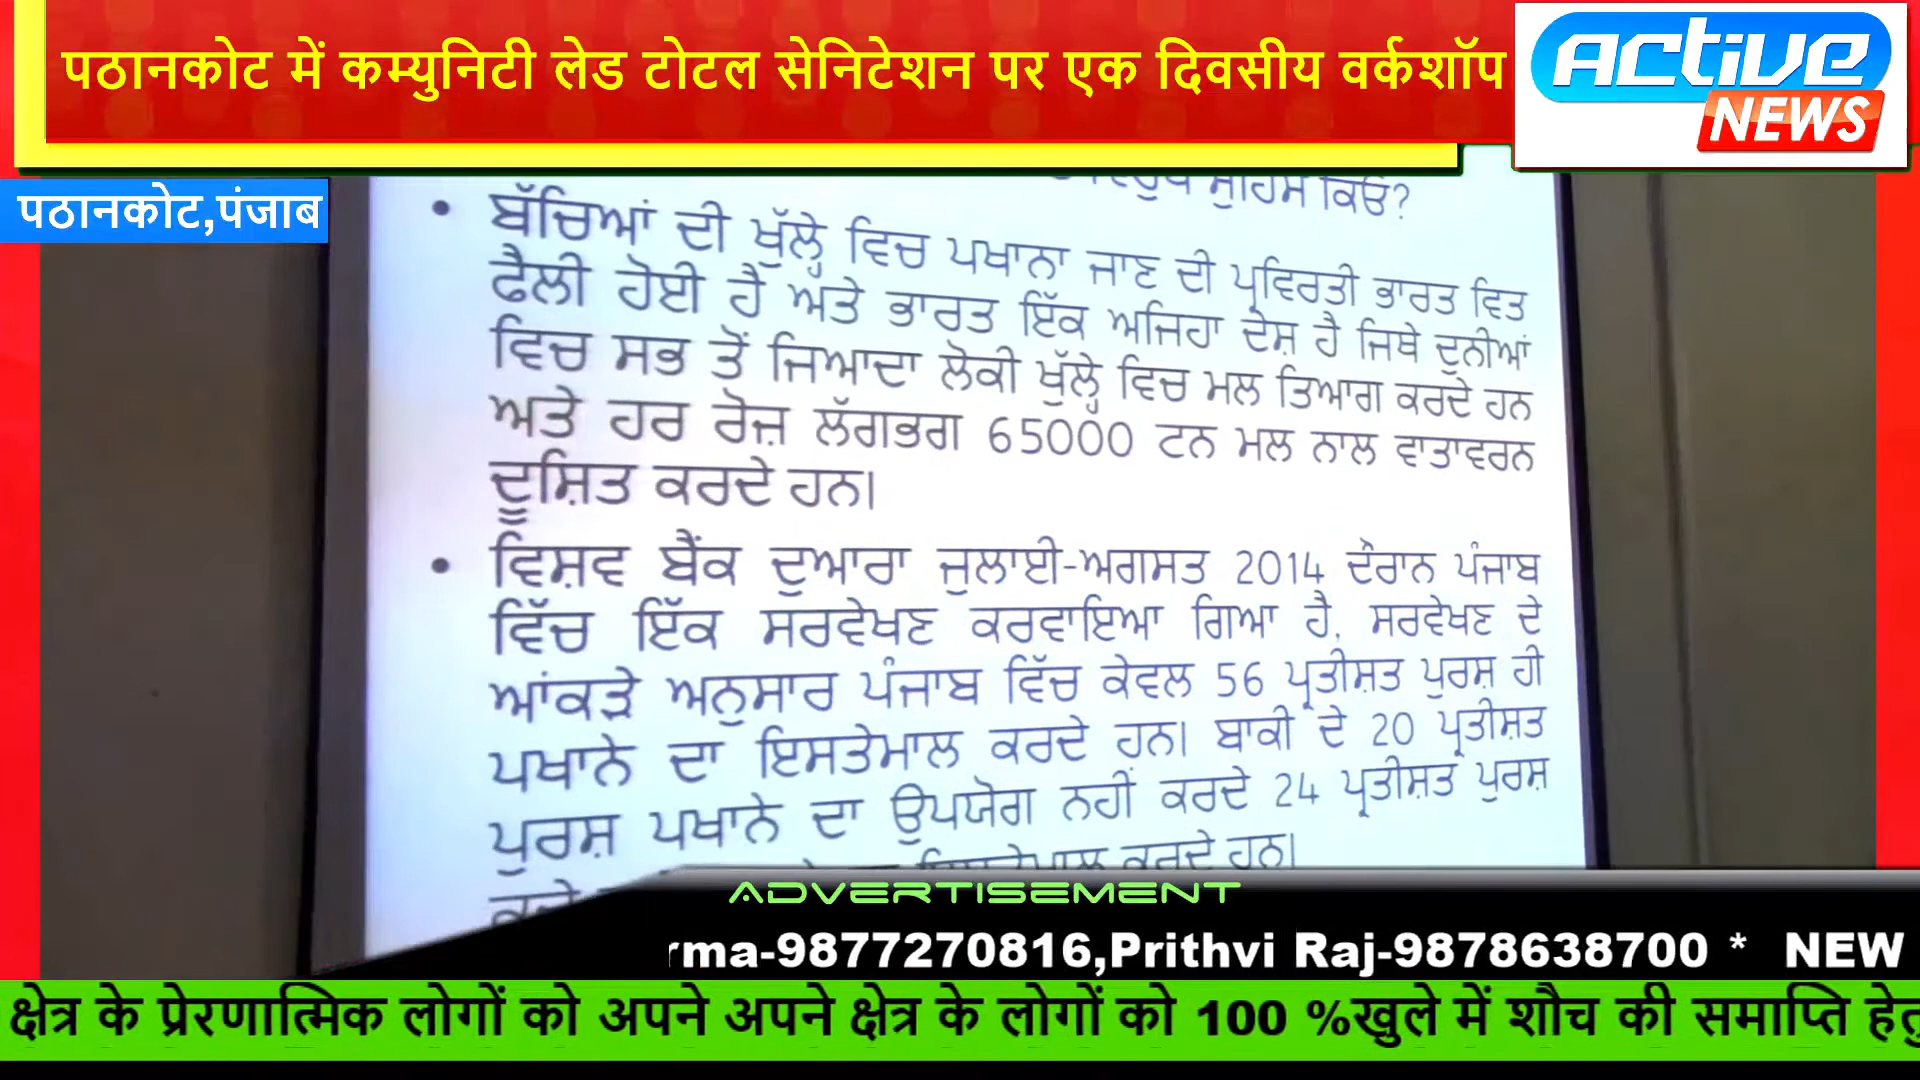 पठानकोट में कम्युनिटी लेड टोटल सेनिटेशन पर एक दिवसीय वर्कशॉप
ACTIVE
NEWS
पठानकोट,पंजाब
ਕਿਓਂ?
• ਬੱਚਿਆਂ ਦੀ ਖੁੱਲ੍ਹੇ ਵਿਚ ਪਖਾਨਾ ਜਾਣ ਦੀ ਪ੍ਰਵਿਰਤੀ ਭਾਰਤ ਵਿਤ
ਫੈਲੀ ਹੋਈ ਹੈ ਅਤੇ ਭਾਰਤ ਇੱਕ ਅਜਿਹਾ ਦੇਸ਼ ਹੈ ਜਿਥੇ ਦੁਨੀਆਂ
ਵਿਚ ਸਭ ਤੋਂ ਜਿਆਦਾ ਲੋਕੀ ਖੁੱਲ੍ਹੇ ਵਿਚ ਮਲ ਤਿਆਗ ਕਰਦੇ ਹਨ
ਅਤੇ ਹਰ ਰੋਜ਼ ਲੱਗਭਗ 65000 ਟਨ ਮਲ ਨਾਲ ਵਾਤਾਵਰਨ
ਦੂਸ਼ਿਤ ਕਰਦੇ ਹਨ।
• ਵਿਸ਼ਵ ਬੈਂਕ ਦੁਆਰਾ ਜੁਲਾਈ-ਅਗਸਤ 2014 ਦੌਰਾਨ ਪੰਜਾਬ
ਵਿੱਚ ਇੱਕ ਸਰਵੇਖਣ ਕਰਵਾਇਆ ਗਿਆ ਹੈ, ਸਰਵੇਖਣ ਦੇ
ਆਂਕੜੇ ਅਨੁਸਾਰ ਪੰਜਾਬ ਵਿੱਚ ਕੇਵਲ 56 ਪ੍ਰਤੀਸ਼ਤ ਪੁਰਸ਼ ਹੀ
ਪਖਾਨੇ ਦਾ ਇਸਤੇਮਾਲ ਕਰਦੇ ਹਨ। ਬਾਕੀ ਦੇ 20 ਪ੍ਰਤੀਸ਼ਤ
ਪੁਰਸ਼ ਪਖਾਨੇ ਦਾ ਉਪਯੋਗ ਨਹੀਂ ਕਰਦੇ 24 ਪ੍ਰਤੀਸ਼ਤ ਪੁਰਸ਼
ਕਰਦੇ ਹਨ।
ADVERTISEMENT
rma-9877270816,Prithvi Raj-9878638700 * NEW
क्षेत्र के प्रेरणात्मिक लोगों को अपने अपने क्षेत्र के लोगों को 100 %खुले में शौच की समाप्ति हेतु